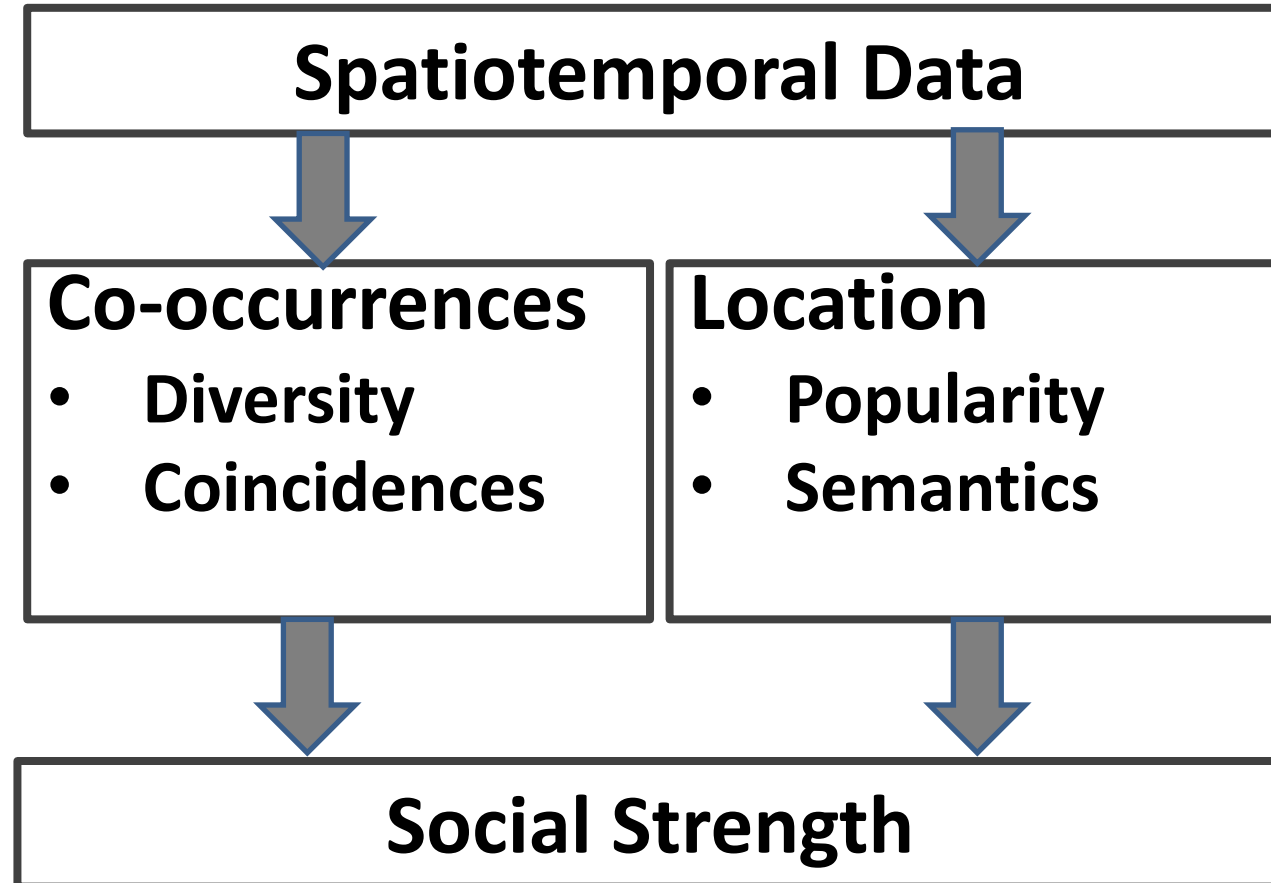 Spatiotemporal Data
Co-occurrences
• Diversity
• Coincidences
Location
• Popularity
• Semantics
Social Strength